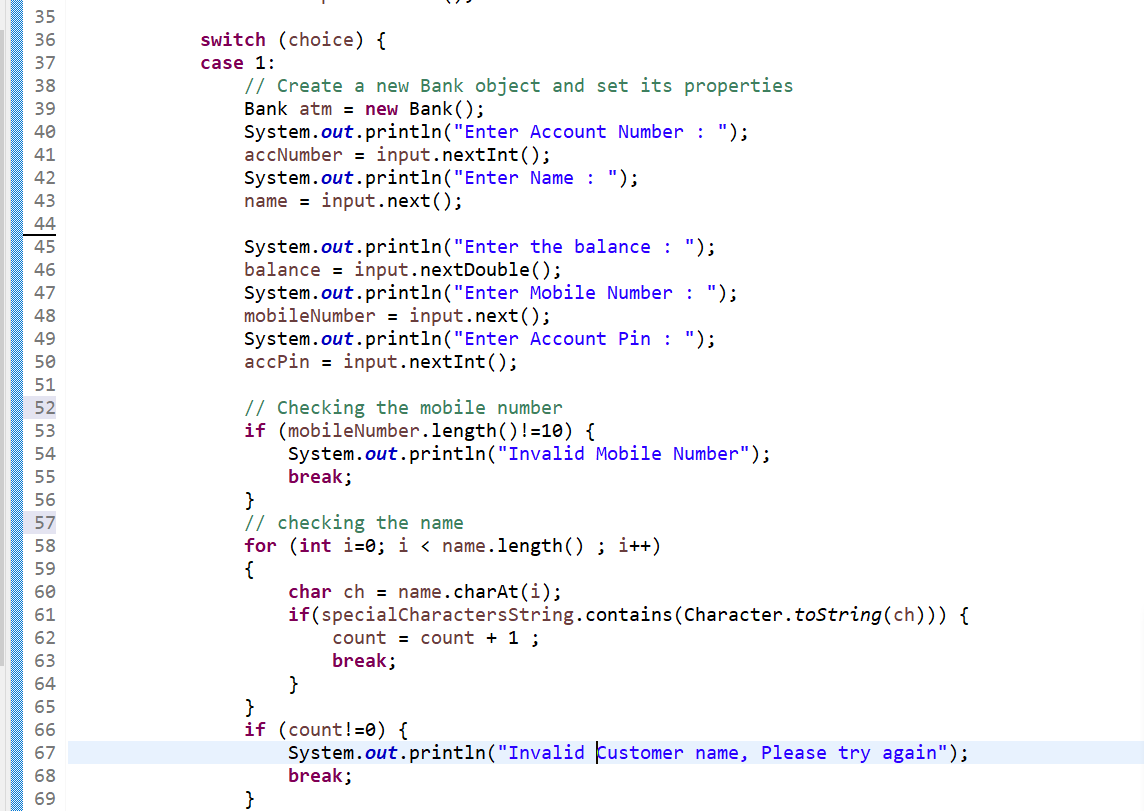 35
36 switch (choice) {
37 case 1:
38 // Create a new Bank object and set its properties
39 Bank atm = new Bank();
40 System.out.println("Enter Account Number : ");
41 accNumber = input.nextInt();
42 System.out.println("Enter Name : ");
43 name = input.next();
44
45 System.out.println("Enter the balance : ");
46 balance = input.nextDouble();
47 System.out.println("Enter Mobile Number : ");
48 mobileNumber = input.next();
49 System.out.println("Enter Account Pin : ");
50 accPin = input.nextInt();
51
52 // Checking the mobile number
53 if (mobileNumber.length()!=10) {
54 System.out.println("Invalid Mobile Number");
55 break;
56 }
57 // checking the name
58 for (int i=0; i < name.length() ; i++)
59 {
60 char ch = name.charAt(i);
61 if(specialCharactersString.contains(Character.toString(ch))) {
62 count = count + 1 ;
63 break;
64 }
65 }
66 if (count!=0) {
67 System.out.println("Invalid Customer name, Please try again");
68 break;
69 }